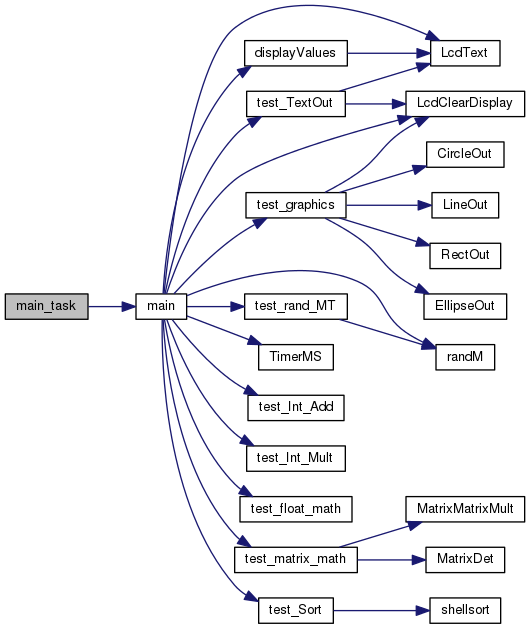 displayValues
LcdText
test_TextOut
LcdClearDisplay
CircleOut
test_graphics
LineOut
RectOut
main_task
main
test_rand_MT
EllipseOut
TimerMS
randM
test_Int_Add
test_Int_Mult
test_float_math
MatrixMatrixMult
test_matrix_math
MatrixDet
test_Sort
shellsort